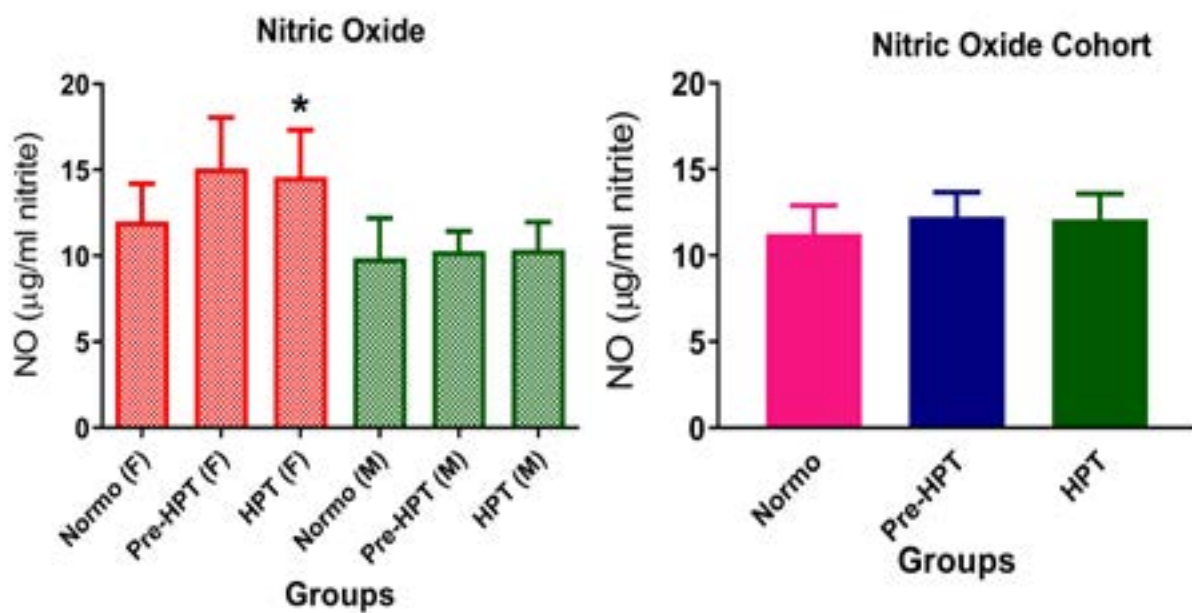 Nitric Oxide
NO (μg/ml nitrite)
20
15
10
5
0
*
Normo (F)
Pre-HPT (F)
HPT (F)
Normo (M)
Pre-HPT (M)
HPT (M)
Groups
Nitric Oxide Cohort
NO (μg/ml nitrite)
20
15
10
5
0
Normo
Pre-HPT
HPT
Groups